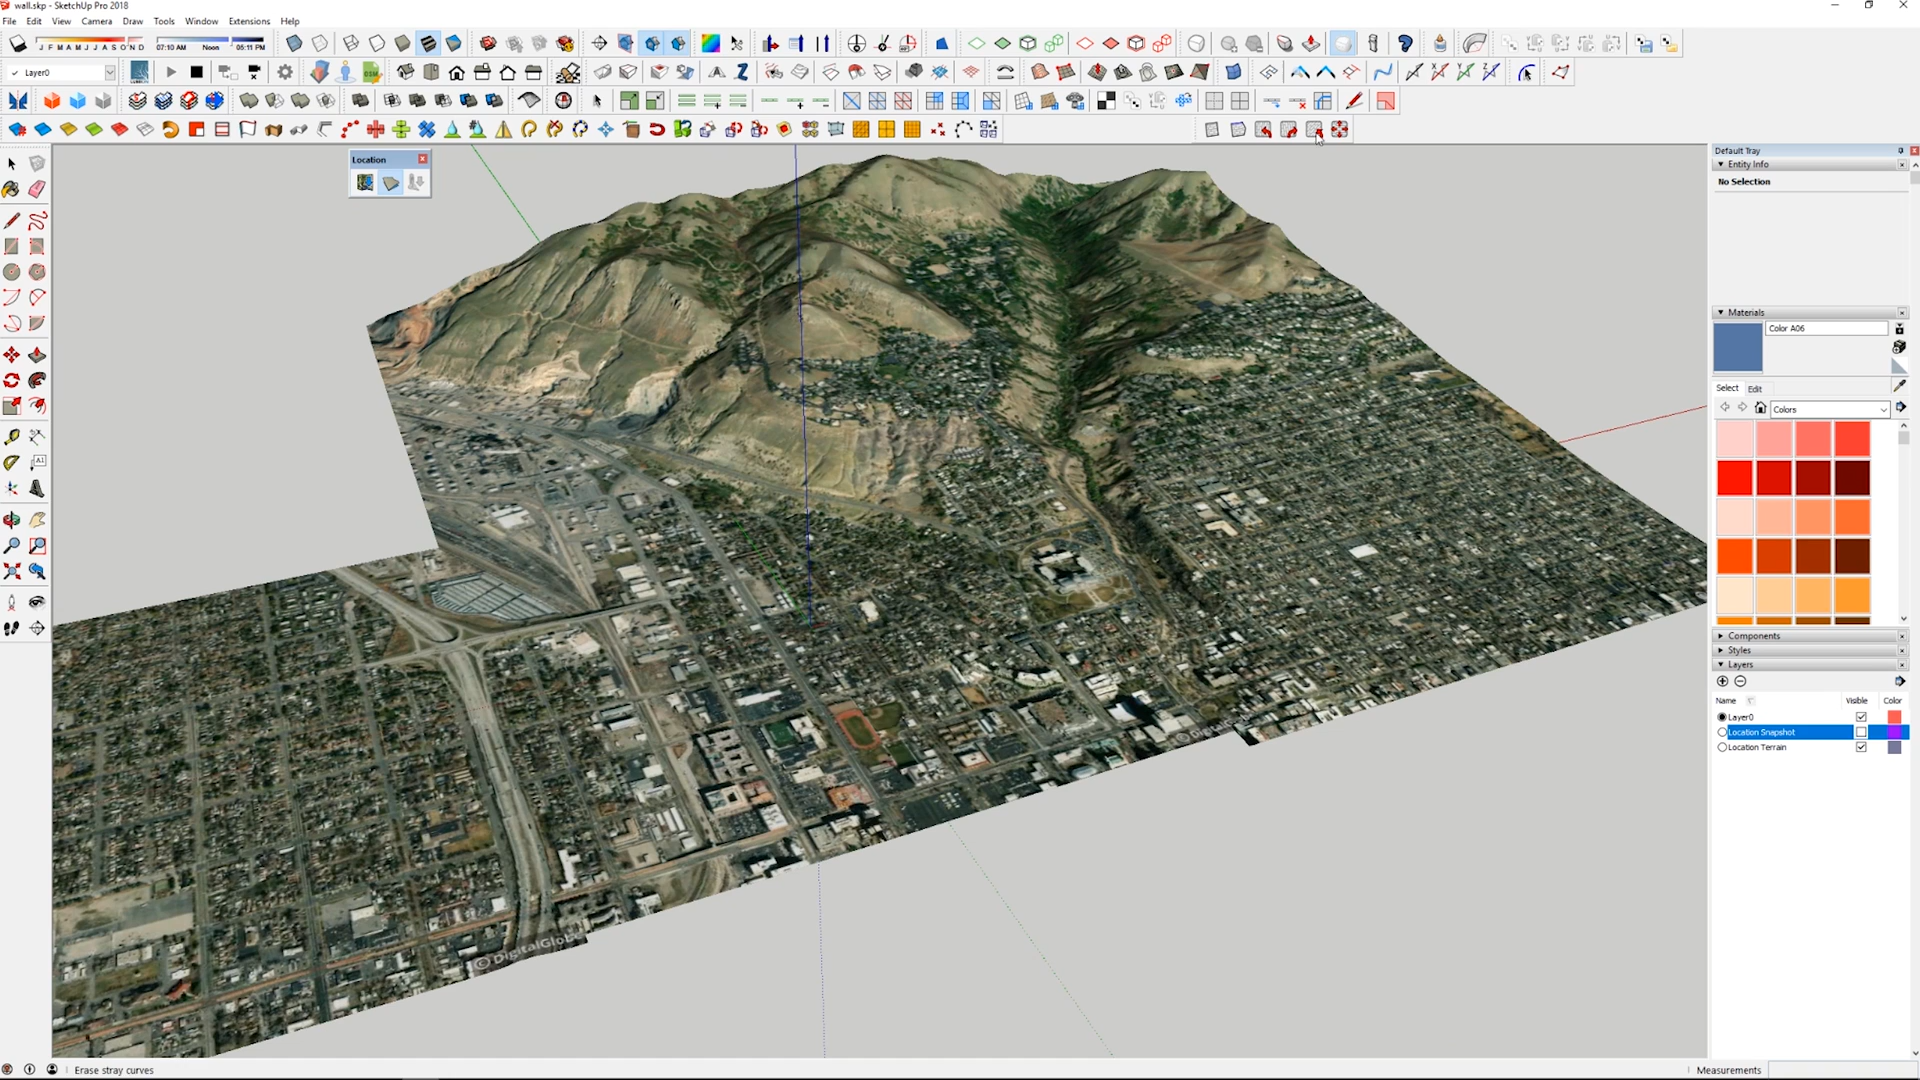 wall.skp - SketchUp Pro 2018
File Edit View Camera Draw Tools Window Extensions Help
J F M A M J J A S O N D 07:10 AM Noon 05:11 PM
Layer0
Location
Default Tray
Entity Info
No Selection
Materials
Color A06
Select Edit
Colors
Components
Styles
Layers
Name Visible Color
Layer0
Location Snapshot
Location Terrain
© DigitalGlobe
Erase stray curves
Measurements